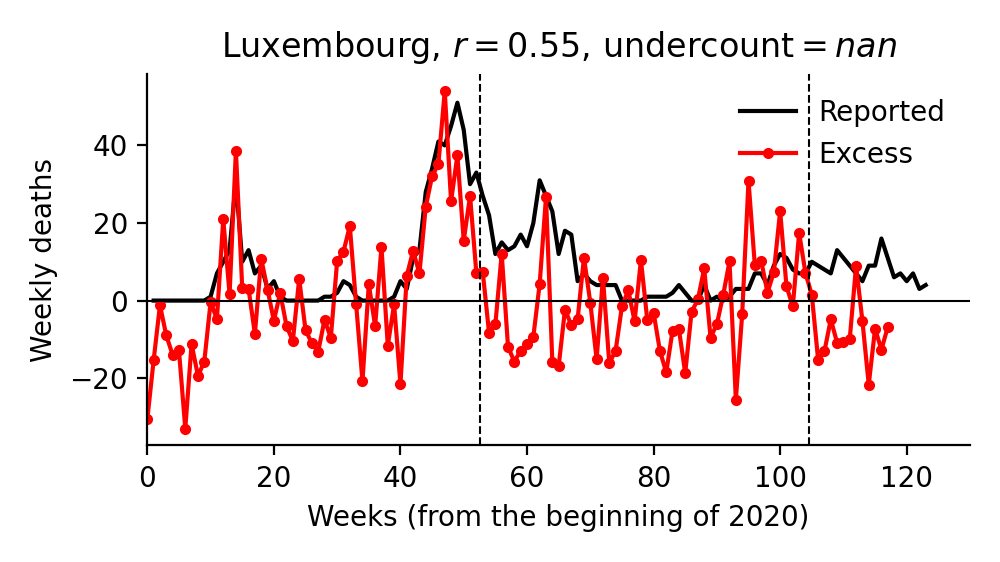 Luxembourg, r = 0.55, undercount = nan
Reported
Excess
Weekly deaths
40
20
0
−20
0 20 40 60 80 100 120
Weeks (from the beginning of 2020)